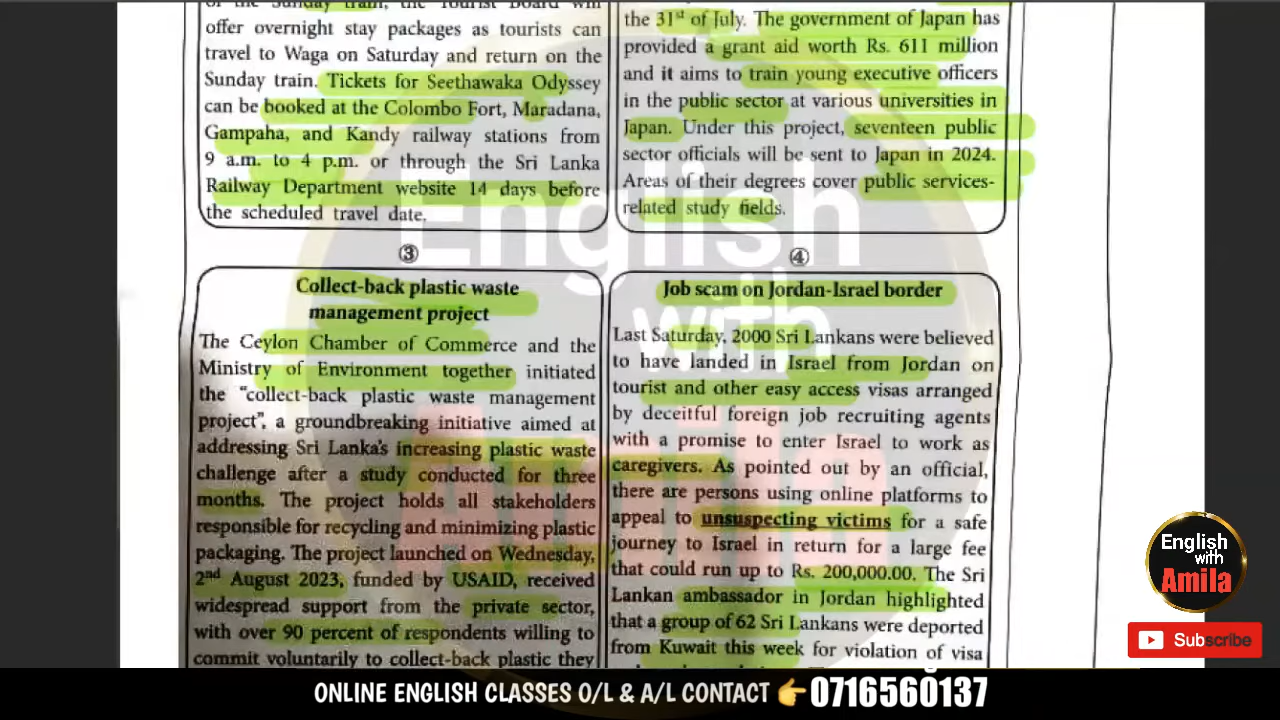 of the Sunday train, the Tourist Board will
offer overnight stay packages as tourists can
travel to Waga on Saturday and return on the
Sunday train. Tickets for Seethawaka Odyssey
can be booked at the Colombo Fort, Maradana,
Gampaha, and Kandy railway stations from
9 a.m. to 4 p.m. or through the Sri Lanka
Railway Department website 14 days before
the scheduled travel date.
the 31st of July. The government of Japan has
provided a grant aid worth Rs. 611 million
and it aims to train young executive officers
in the public sector at various universities in
Japan. Under this project, seventeen public
sector officials will be sent to Japan in 2024.
Areas of their degrees cover public services-
related study fields.
③
Collect-back plastic waste
management project
The Ceylon Chamber of Commerce and the
Ministry of Environment together initiated
the “collect-back plastic waste management
project”, a groundbreaking initiative aimed at
addressing Sri Lanka's increasing plastic waste
challenge after a study conducted for three
months. The project holds all stakeholders
responsible for recycling and minimizing plastic
packaging. The project launched on Wednesday,
2nd August 2023, funded by USAID, received
widespread support from the private sector,
with over 90 percent of respondents willing to
commit voluntarily to collect-back plastic they
④
Job scam on Jordan-Israel border
Last Saturday, 2000 Sri Lankans were believed
to have landed in Israel from Jordan on
tourist and other easy access visas arranged
by deceitful foreign job recruiting agents
with a promise to enter Israel to work as
caregivers. As pointed out by an official,
there are persons using online platforms to
appeal to unsuspecting victims for a safe
journey to Israel in return for a large fee
that could run up to Rs. 200,000.00. The Sri
Lankan ambassador in Jordan highlighted
that a group of 62 Sri Lankans were deported
from Kuwait this week for violation of visa
English
with
Amila
English
with
Amila
Subscribe
ONLINE ENGLISH CLASSES O/L & A/L CONTACT 👉0716560137